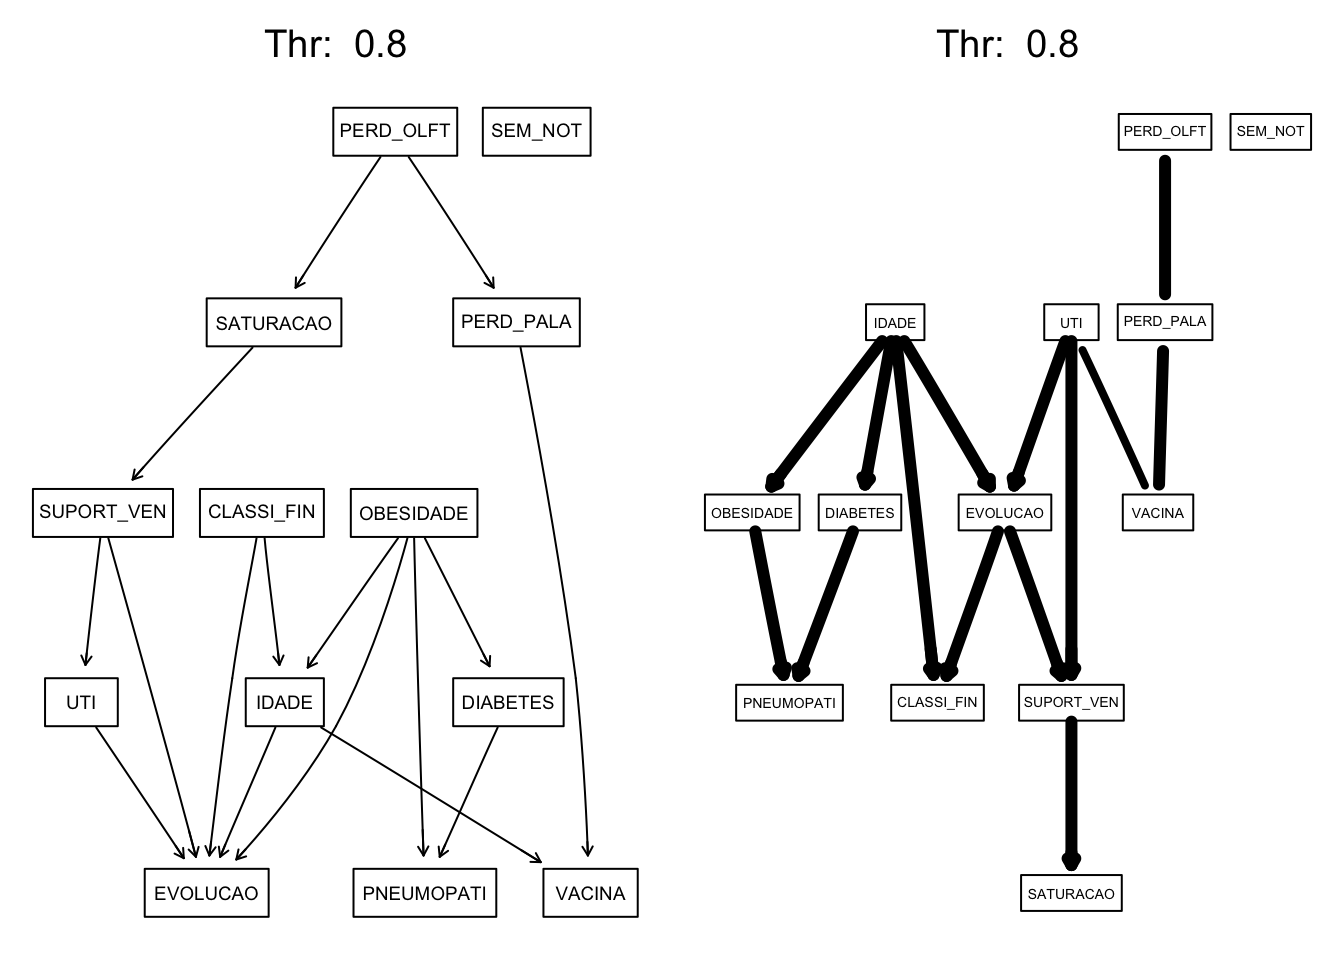 Thr: 0.8
PERD_OLFT
SEM_NOT
SATURACAO
PERD_PALA
SUPORT_VEN
CLASSI_FIN
OBESIDADE
UTI
IDADE
DIABETES
EVOLUCAO
PNEUMOPATI
VACINA
Thr: 0.8
PERD_OLFT
SEM_NOT
IDADE
UTI
PERD_PALA
OBESIDADE
DIABETES
EVOLUCAO
VACINA
PNEUMOPATI
CLASSI_FIN
SUPORT_VEN
SATURACAO